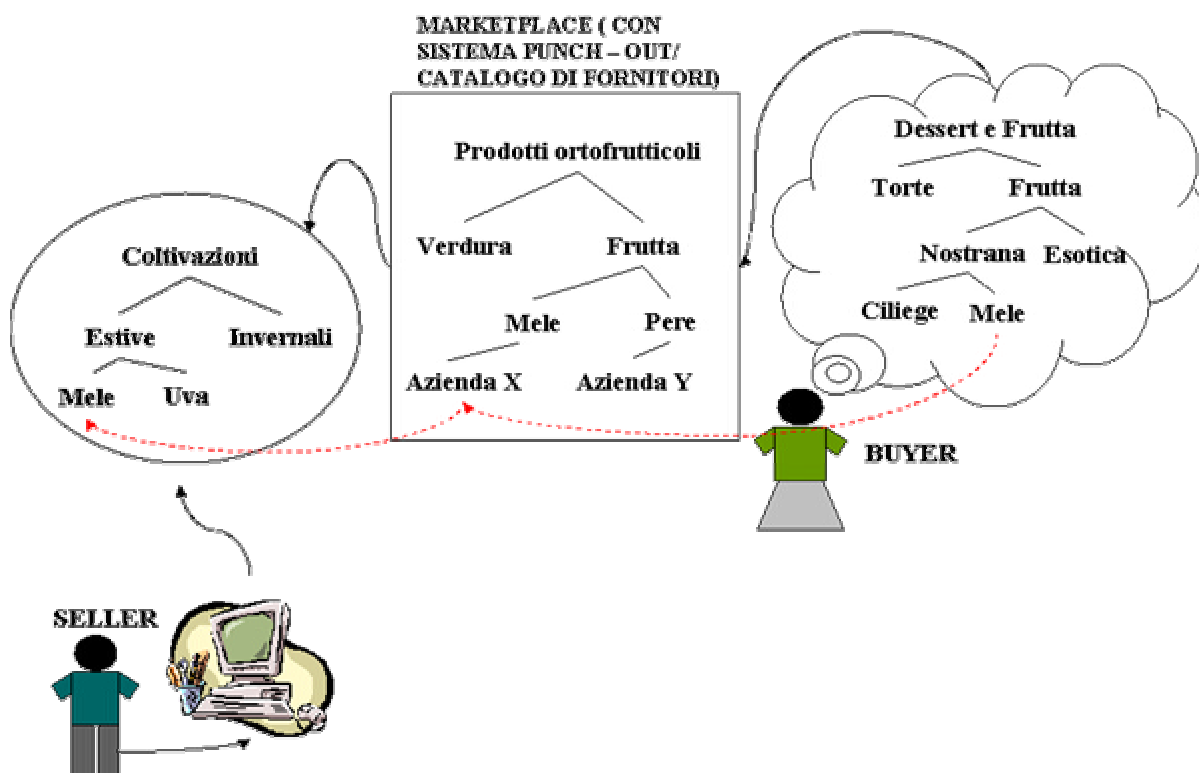 MARKETPLACE ( CON
SISTEMA PUNCH – OUT/
CATALOGO DI FORNITORI)
Prodotti ortofrutticoli
Verdura Frutta
Mele Pere
Azienda X Azienda Y
Coltivazioni
Estive Invernali
Mele Uva
Dessert e Frutta
Torte Frutta
Nostrana Esotica
Ciliege Mele
BUYER
SELLER